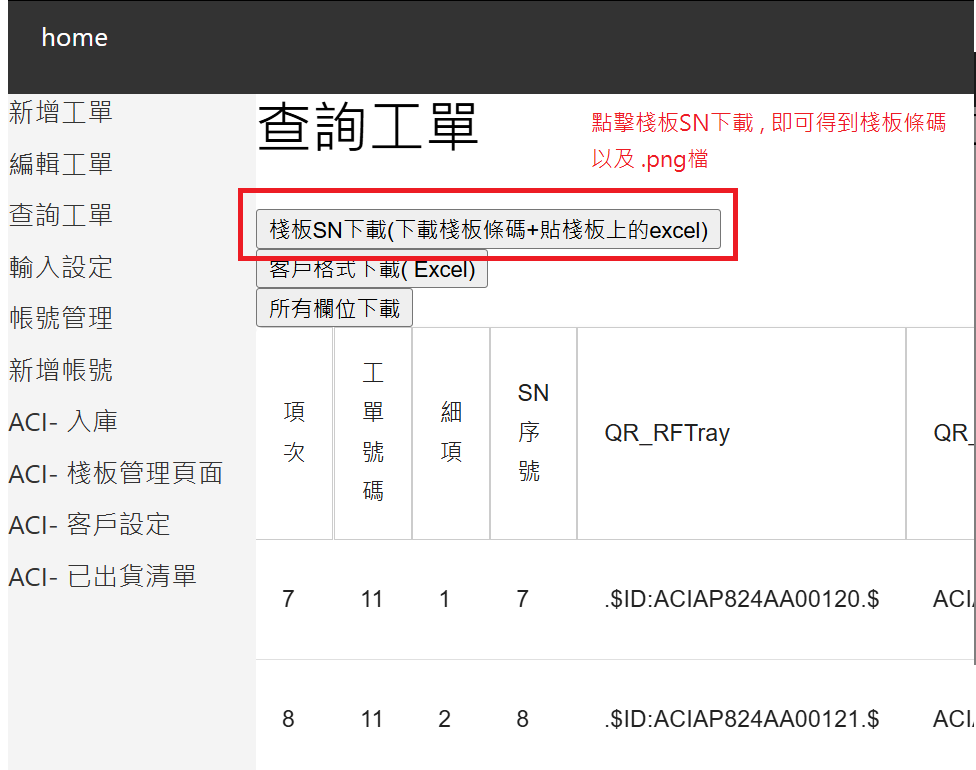 home
新增工單
編輯工單
查詢工單
輸入設定
帳號管理
新增帳號
ACI- 入庫
ACI- 棧板管理頁面
ACI- 客戶設定
ACI- 已出貨清單
查詢工單
點擊棧板SN下載 , 即可得到棧板條碼
以及 .png檔
棧板SN下載(下載棧板條碼+貼棧板上的excel)
客戶格式下載( Excel)
所有欄位下載
項次 工單號碼 細項 SN序號 QR_RFTray QR_
7 11 1 7 .$ID:ACIAP824AA00120.$ ACIA
8 11 2 8 .$ID:ACIAP824AA00121.$ ACIA